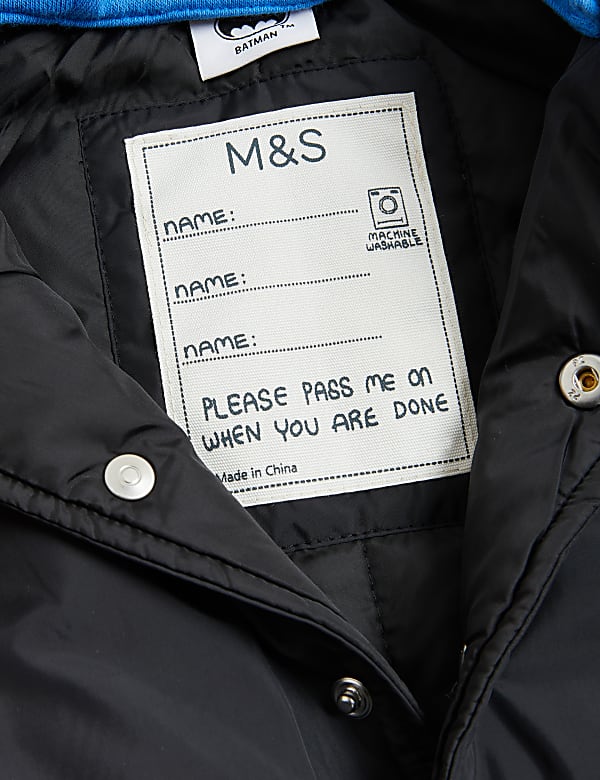 BATMAN™
M&S
NAME:
MACHINE
WASHABLE
NAME:
NAME:
PLEASE PASS ME ON
WHEN YOU ARE DONE
Made in China